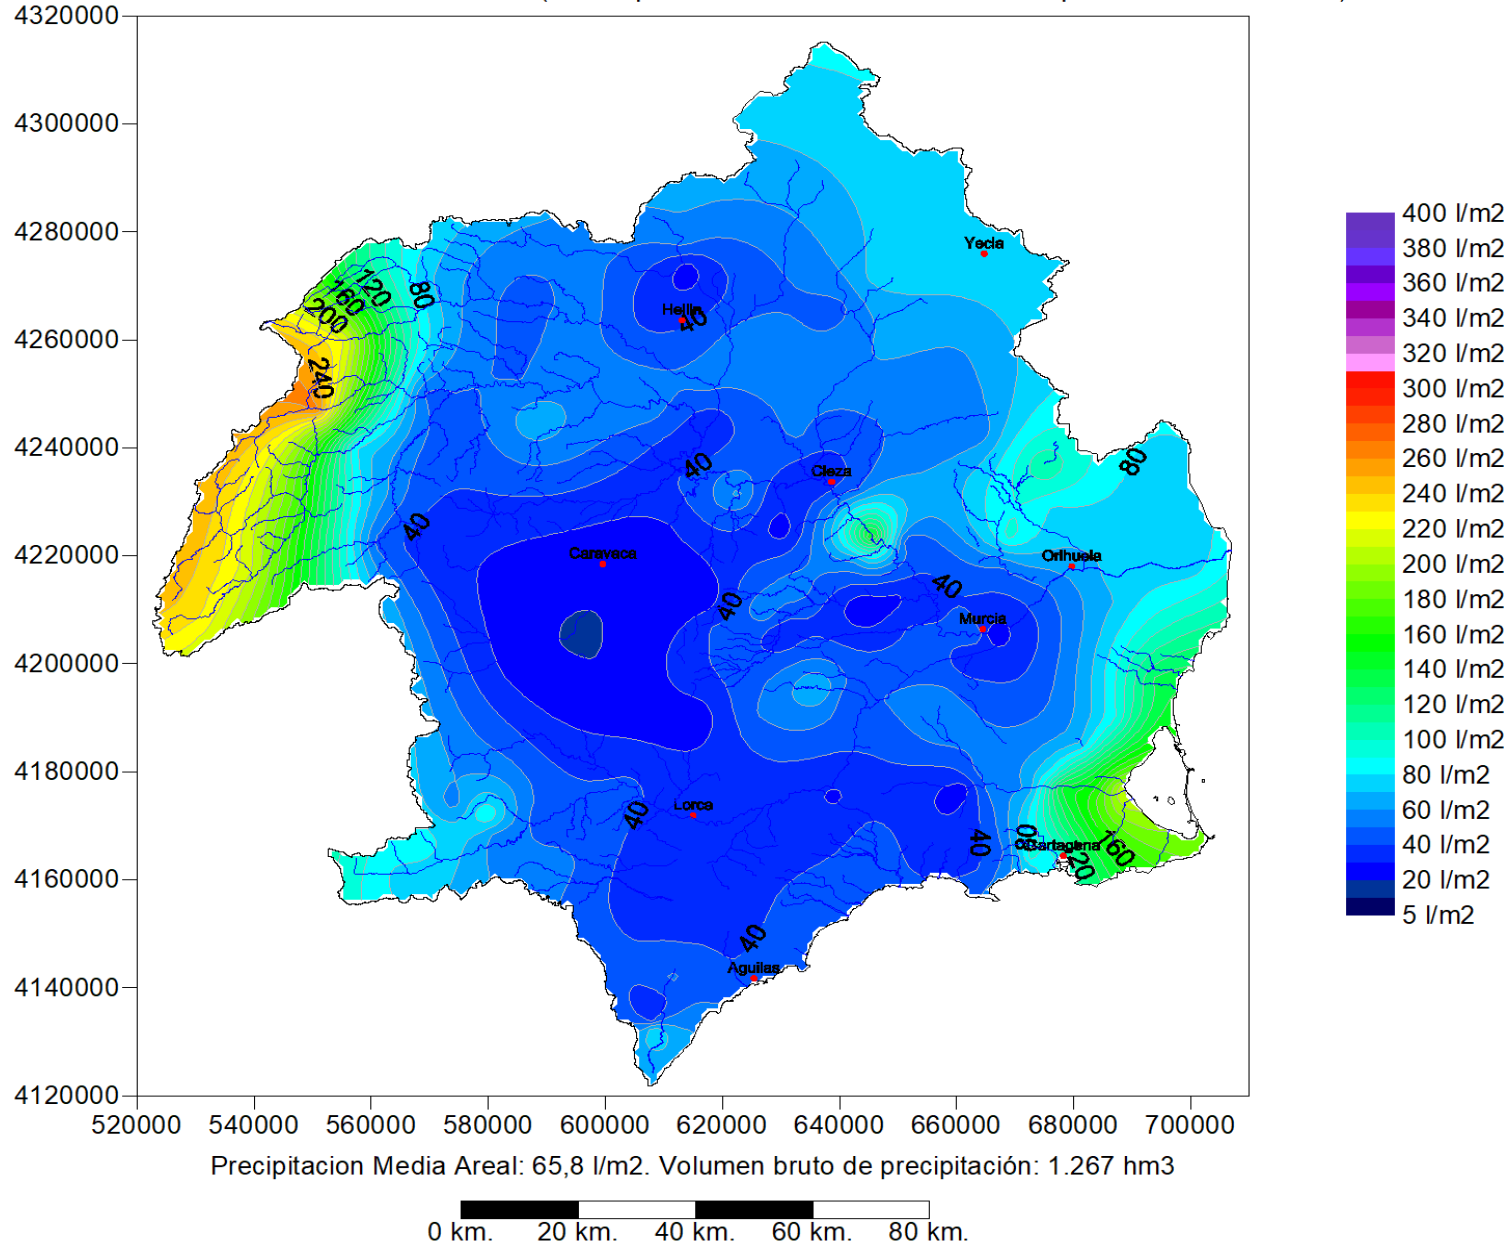 4320000
4300000
4280000
4260000
4240000
4220000
4200000
4180000
4160000
4140000
4120000
520000 540000 560000 580000 600000 620000 640000 660000 680000 700000
Yecla
Hellin
40
120
160
200
80
240
40
Cieza
80
40
Caravaca
Orihuela
40
40
Murcia
Lorca
40
40
80
Cartagena
120
160
40
Aguilas
400 l/m2
380 l/m2
360 l/m2
340 l/m2
320 l/m2
300 l/m2
280 l/m2
260 l/m2
240 l/m2
220 l/m2
200 l/m2
180 l/m2
160 l/m2
140 l/m2
120 l/m2
100 l/m2
80 l/m2
60 l/m2
40 l/m2
20 l/m2
5 l/m2
Precipitacion Media Areal: 65,8 l/m2. Volumen bruto de precipitación: 1.267 hm3
0 km. 20 km. 40 km. 60 km. 80 km.